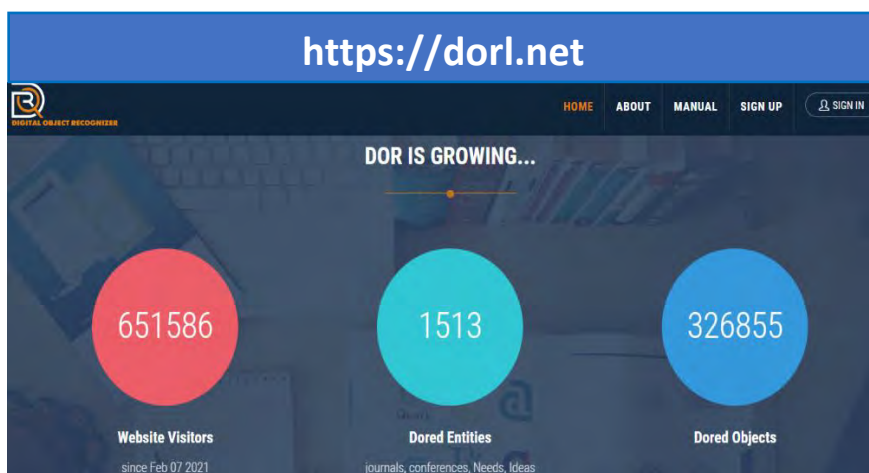 https://dorl.net
DIGITAL OBJECT RECOGNIZER
HOME ABOUT MANUAL SIGN UP SIGN IN
DOR IS GROWING...
651586 1513 326855
Website Visitors Dored Entities Dored Objects
since Feb 07 2021 journals, conferences, Needs, Ideas